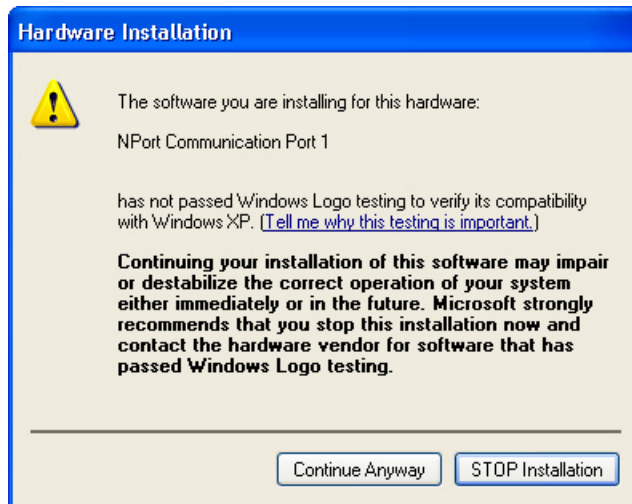 Hardware Installation
The software you are installing for this hardware:
NPort Communication Port 1
has not passed Windows Logo testing to verify its compatibility
with Windows XP. (Tell me why this testing is important.)
Continuing your installation of this software may impair
or destabilize the correct operation of your system
either immediately or in the future. Microsoft strongly
recommends that you stop this installation now and
contact the hardware vendor for software that has
passed Windows Logo testing.
Continue Anyway
STOP Installation